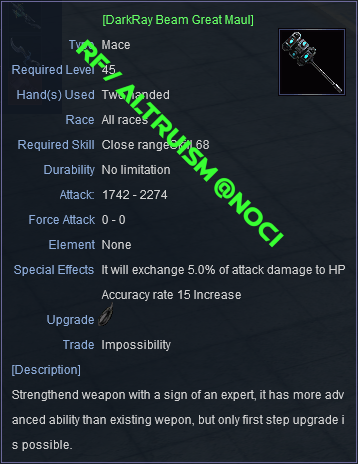 [DarkRay Beam Great Maul]
Type Mace
Required Level 45
Hand(s) Used Two handed
Race All races
Required Skill Close range Skill 68
Durability No limitation
Attack: 1742 - 2274
Force Attack 0 - 0
Element None
Special Effects It will exchange 5.0% of attack damage to HP
Accuracy rate 15 Increase
Upgrade
Trade Impossibility
[Description]
Strengthend weapon with a sign of an expert, it has more adv
anced ability than existing wepon, but only first step upgrade i
s possible.
RF/ ALTRUISM @NOCI